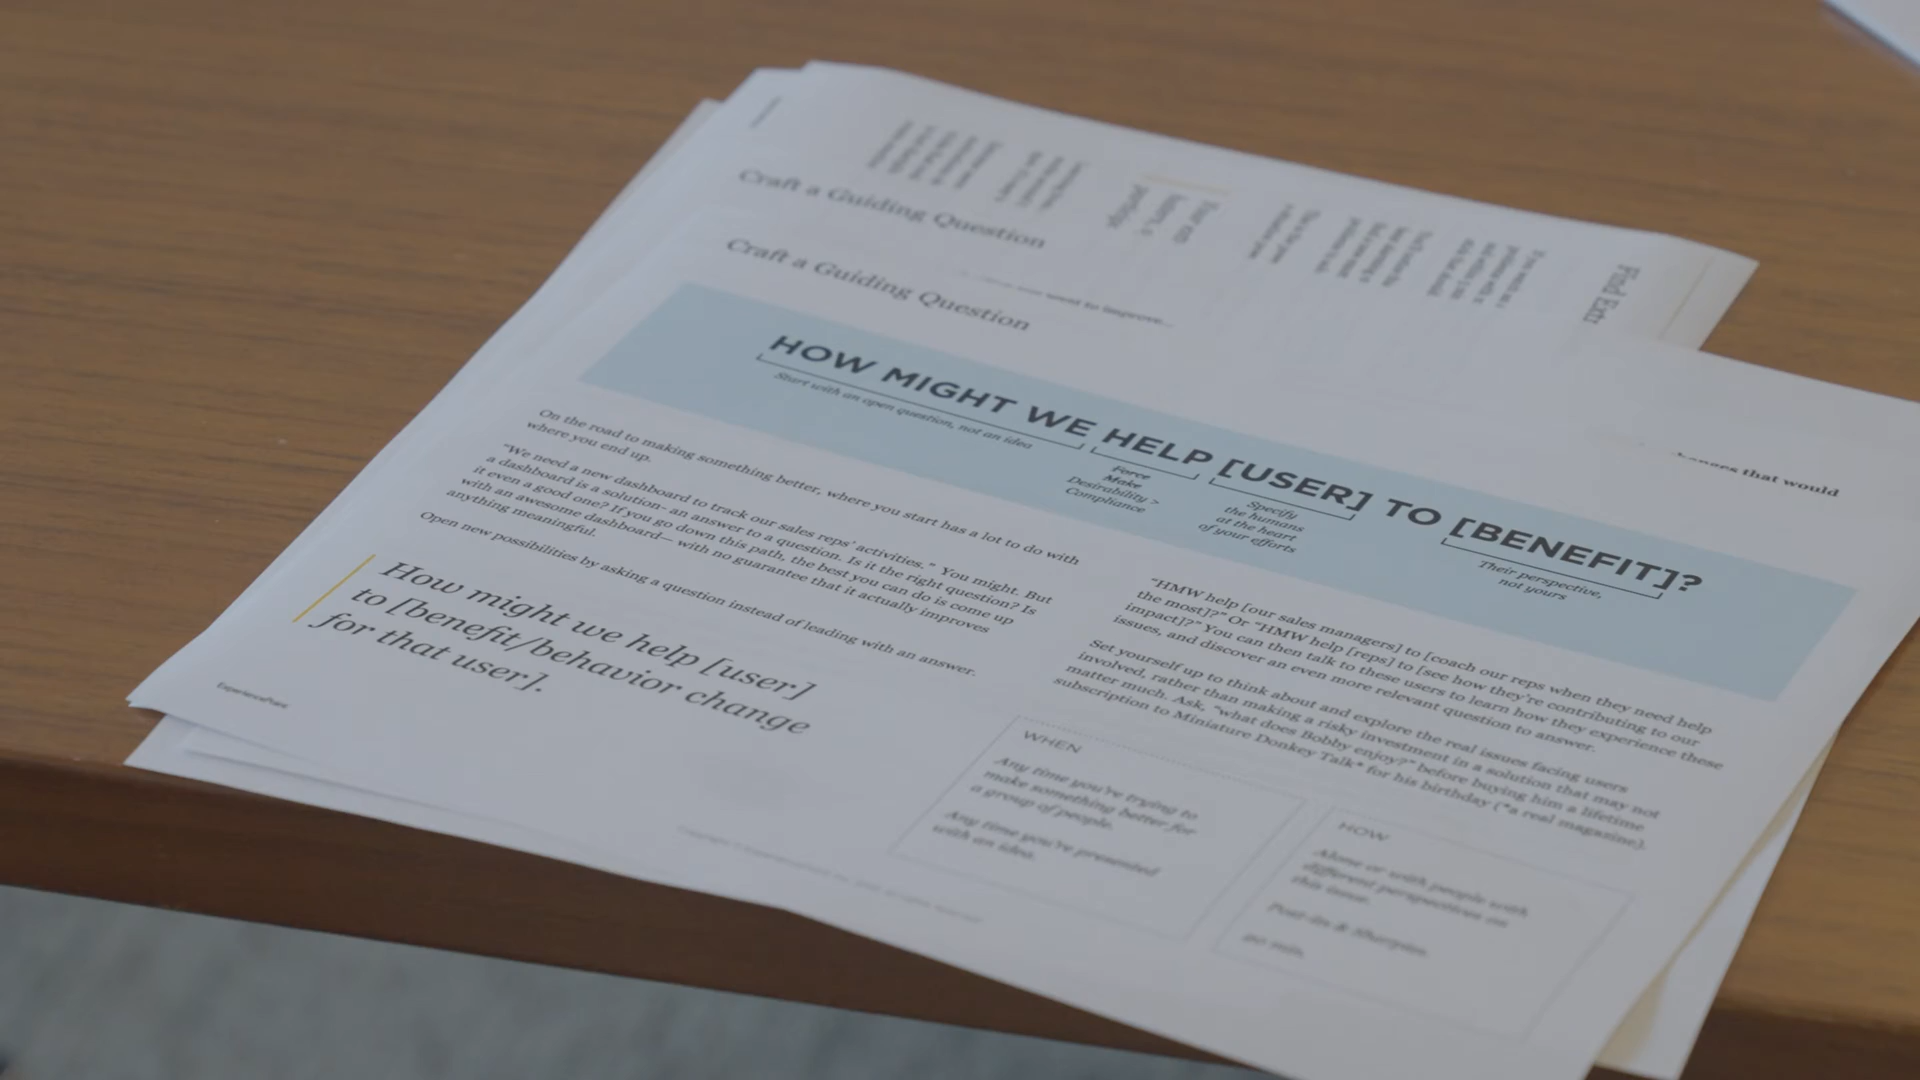 Craft a Guiding Question
want to improve...
Find Extr
that would
Craft a Guiding Question
HOW MIGHT WE HELP [USER] TO [BENEFIT]?
Start with an open question, not an idea
Force
Make
Desirability >
Compliance
Specify
the humans
at the heart
of your efforts
Their perspective,
not yours
On the road to making something better, where you start has a lot to do with
where you end up.
"We need a new dashboard to track our sales reps' activities." You might. But
a dashboard is a solution- an answer to a question. Is it the right question? Is
it even a good one? If you go down this path, the best you can do is come up
with an awesome dashboard— with no guarantee that it actually improves
anything meaningful.
Open new possibilities by asking a question instead of leading with an answer.
How might we help [user]
to [benefit/behavior change
for that user].
"HMW help [our sales managers] to [coach our reps when they need help
the most]?" Or "HMW help [reps] to [see how they're contributing to our
impact]?" You can then talk to these users to learn how they experience these
issues, and discover an even more relevant question to answer.
Set yourself up to think about and explore the real issues facing users
involved, rather than making a risky investment in a solution that may not
matter much. Ask, "what does Bobby enjoy?" before buying him a lifetime
subscription to Miniature Donkey Talk* for his birthday (*a real magazine).
WHEN
Any time you're trying to
make something better for
a group of people.
Any time you're presented
with an idea.
HOW
Alone or with people with
different perspectives on
this issue.
Post-its & Sharpies.
ExperiencePoint